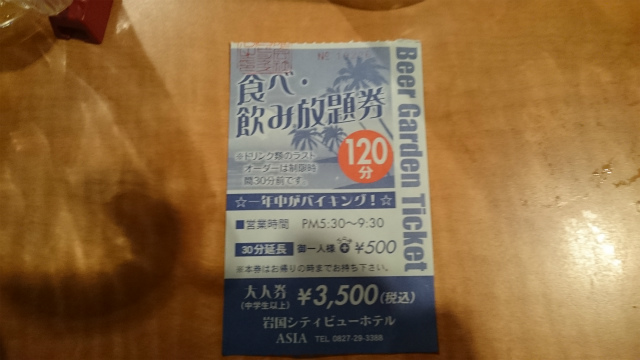 食べ・
飲み放題券
120
分
※ドリンク類のラスト
オーダーは制限時
間30分前です。
Beer Garden Ticket
☆一年中がバイキング!☆
■営業時間 PM5:30〜9:30
30分延長 御一人様 ⊕ ¥500
※本券はお帰りの時までお持ち下さい。
大人券
(中学生以上)
¥3,500(税込)
岩国シティビューホテル
ASIA TEL 0827-29-3388